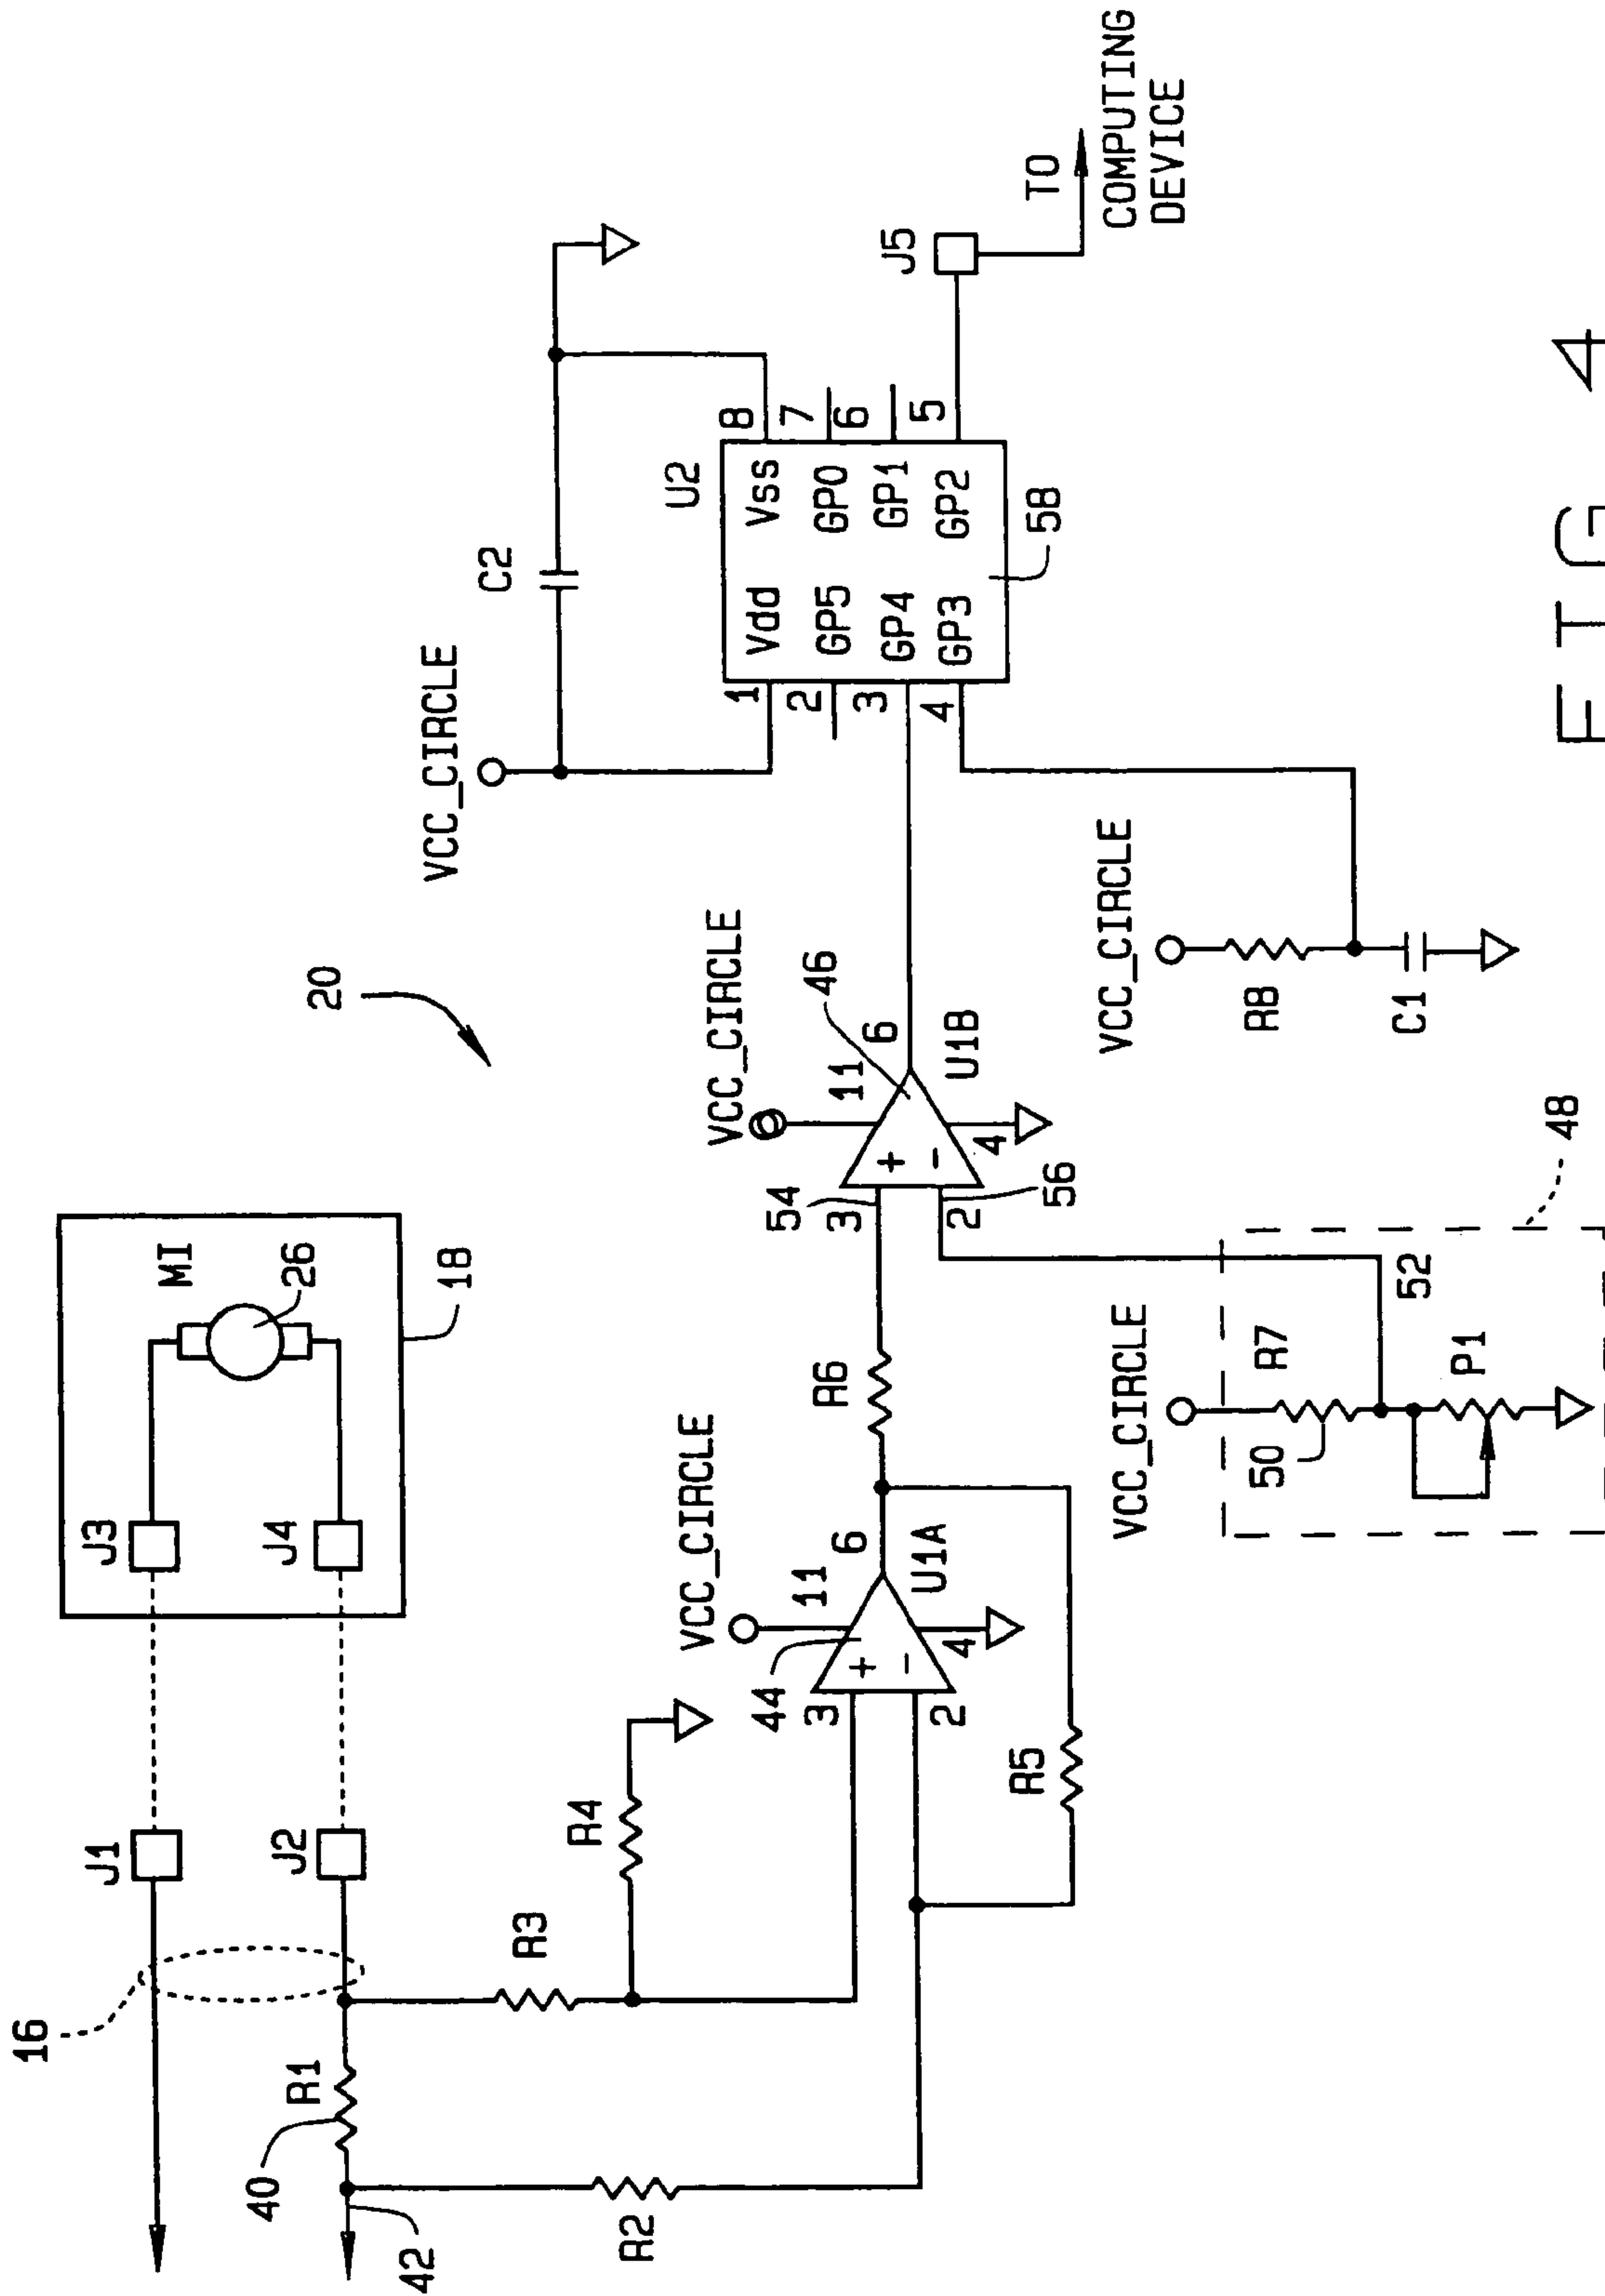 16
J1
J3
MI
26
J2
J4
18
40
R1
42
R3
R4
R2
20
VCC_CIRCLE
C2
U2
1
Vdd
Vss
8
2
GP5
GP0
7
3
GP4
GP1
6
4
GP3
GP2
5
58
J5
TO
COMPUTING
DEVICE
VCC_CIRCLE
11
44
3
+
2
-
4
6
U1A
R5
R6
VCC_CIRCLE
11
46
54
3
+
2
-
4
6
U1B
56
VCC_CIRCLE
R7
50
52
P1
48
VCC_CIRCLE
R8
C1
FIG 4